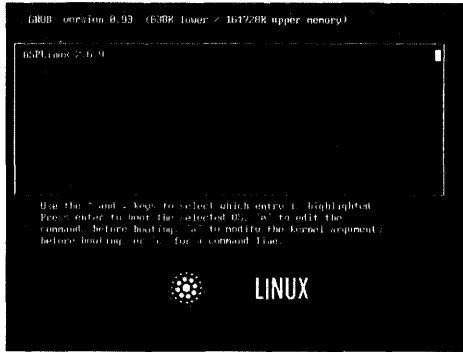 GRUB version 0.93 (638K lower / 161728K upper memory)
ASPLinux 2.6.9
Use the ^ and keys to select which entry is highlighted.
Press enter to boot the selected OS, 'e' to edit the
commands before booting, 'a' to modify the kernel arguments
before booting, or 'c' for a command line.
LINUX